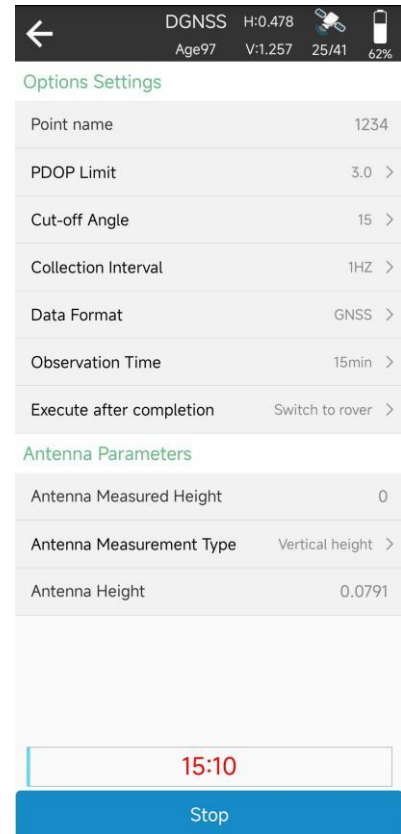 DGNSS H:0.478
Age97 V:1.257 25/41 62%
Options Settings
Point name 1234
PDOP Limit 3.0 >
Cut-off Angle 15 >
Collection Interval 1HZ >
Data Format GNSS >
Observation Time 15min >
Execute after completion Switch to rover >
Antenna Parameters
Antenna Measured Height 0
Antenna Measurement Type Vertical height >
Antenna Height 0.0791
15:10
Stop